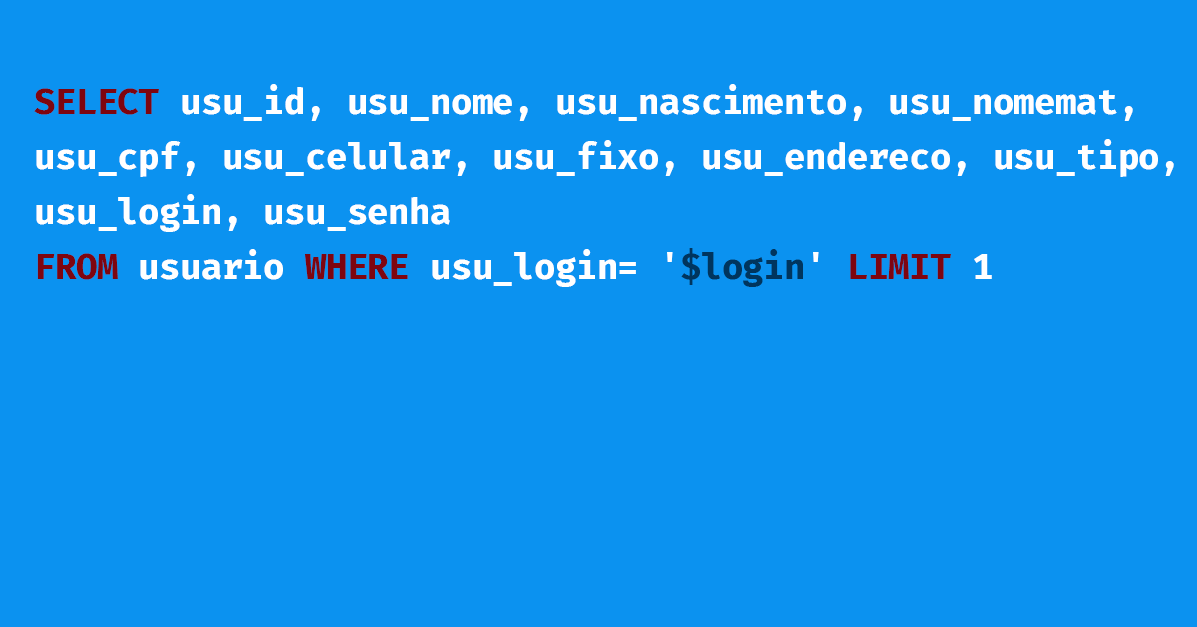 SELECT usu_id, usu_nome, usu_nascimento, usu_nomemat,
usu_cpf, usu_celular, usu_fixo, usu_endereco, usu_tipo,
usu_login, usu_senha
FROM usuario WHERE usu_login= '$login' LIMIT 1